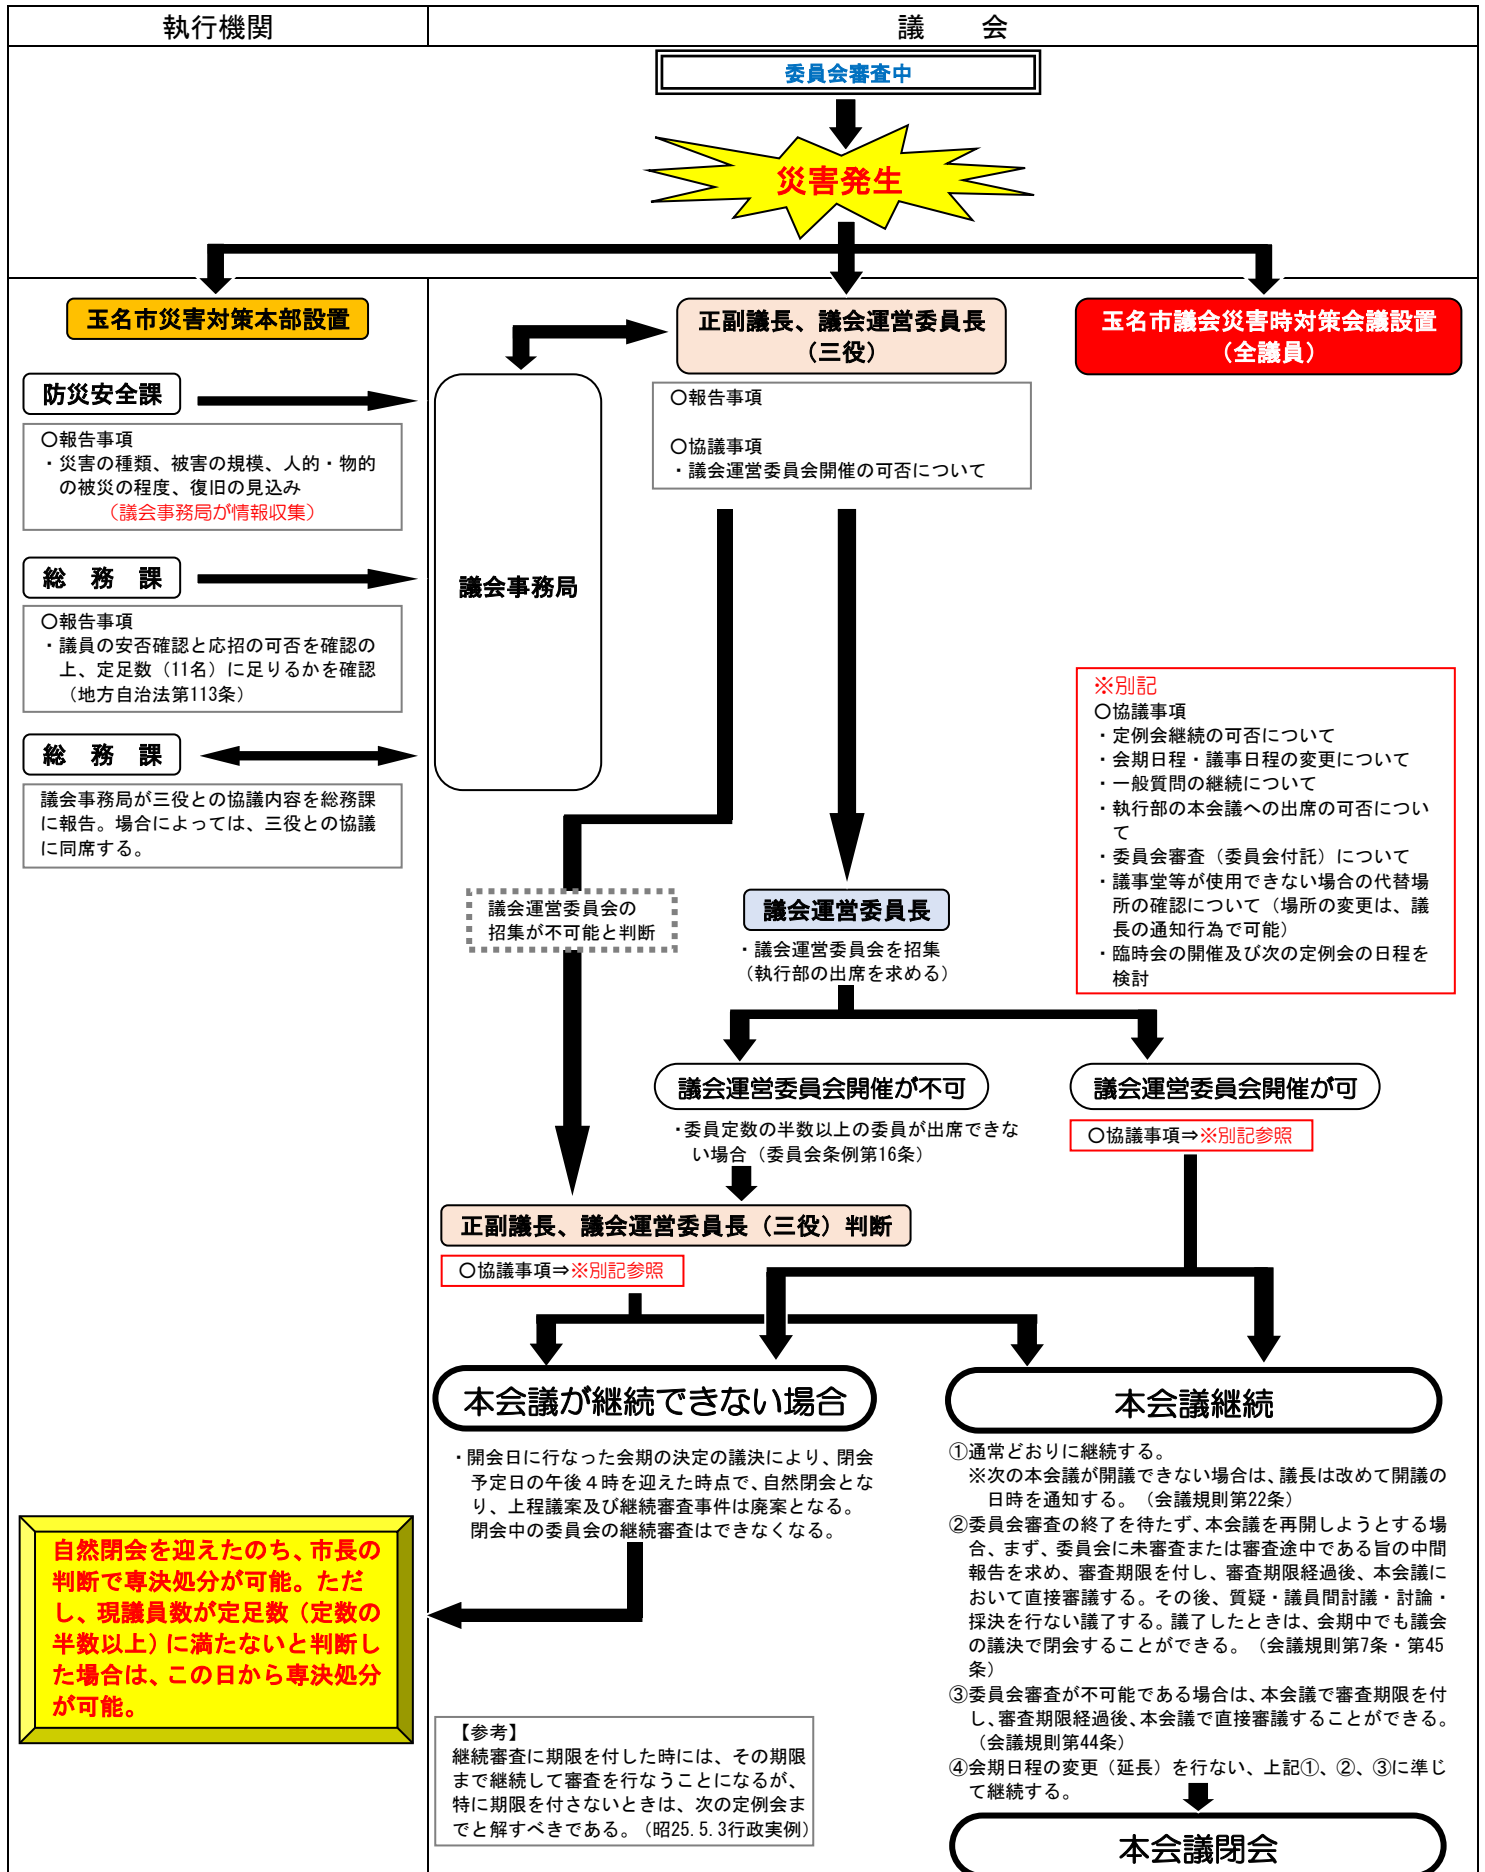 執行機関
議　　会
委員会審査中
災害発生
玉名市災害対策本部設置
正副議長、議会運営委員長
（三役）
玉名市議会災害時対策会議設置
（全議員）
防災安全課
〇報告事項
・災害の種類、被害の規模、人的・物的
の被災の程度、復旧の見込み
（議会事務局が情報収集）
総　務　課
〇報告事項
・議員の安否確認と応招の可否を確認の
上、定足数（11名）に足りるかを確認
（地方自治法第113条）
総　務　課
議会事務局が三役との協議内容を総務課
に報告。場合によっては、三役との協議
に同席する。
議会事務局
〇報告事項
〇協議事項
・議会運営委員会開催の可否について
※別記
〇協議事項
・定例会継続の可否について
・会期日程・議事日程の変更について
・一般質問の継続について
・執行部の本会議への出席の可否につい
て
・委員会審査（委員会付託）について
・議事堂等が使用できない場合の代替場
所の確認について（場所の変更は、議
長の通知行為で可能）
・臨時会の開催及び次の定例会の日程を
検討
議会運営委員会の
招集が不可能と判断
議会運営委員長
・議会運営委員会を招集
（執行部の出席を求める）
議会運営委員会開催が不可
・委員定数の半数以上の委員が出席できな
い場合（委員会条例第16条）
議会運営委員会開催が可
〇協議事項⇒※別記参照
正副議長、議会運営委員長（三役）判断
〇協議事項⇒※別記参照
本会議が継続できない場合
・開会日に行なった会期の決定の議決により、閉会
予定日の午後４時を迎えた時点で、自然閉会とな
り、上程議案及び継続審査事件は廃案となる。
閉会中の委員会の継続審査はできなくなる。
本会議継続
①通常どおりに継続する。
※次の本会議が開議できない場合は、議長は改めて開議の
日時を通知する。（会議規則第22条）
②委員会審査の終了を待たず、本会議を再開しようとする場
合、まず、委員会に未審査または審査途中である旨の中間
報告を求め、審査期限を付し、審査期限経過後、本会議に
おいて直接審議する。その後、質疑・議員間討議・討論・
採決を行ない議了する。議了したときは、会期中でも議会
の議決で閉会することができる。（会議規則第7条・第45
条）
③委員会審査が不可能である場合は、本会議で審査期限を付
し、審査期限経過後、本会議で直接審議することができる。
（会議規則第44条）
④会期日程の変更（延長）を行ない、上記①、②、③に準じ
て継続する。
本会議閉会
自然閉会を迎えたのち、市長の
判断で専決処分が可能。ただ
し、現議員数が定足数（定数の
半数以上）に満たないと判断し
た場合は、この日から専決処分
が可能。
【参考】
継続審査に期限を付した時には、その期限
まで継続して審査を行なうことになるが、
特に期限を付さないときは、次の定例会ま
でと解すべきである。（昭25.5.3行政実例）